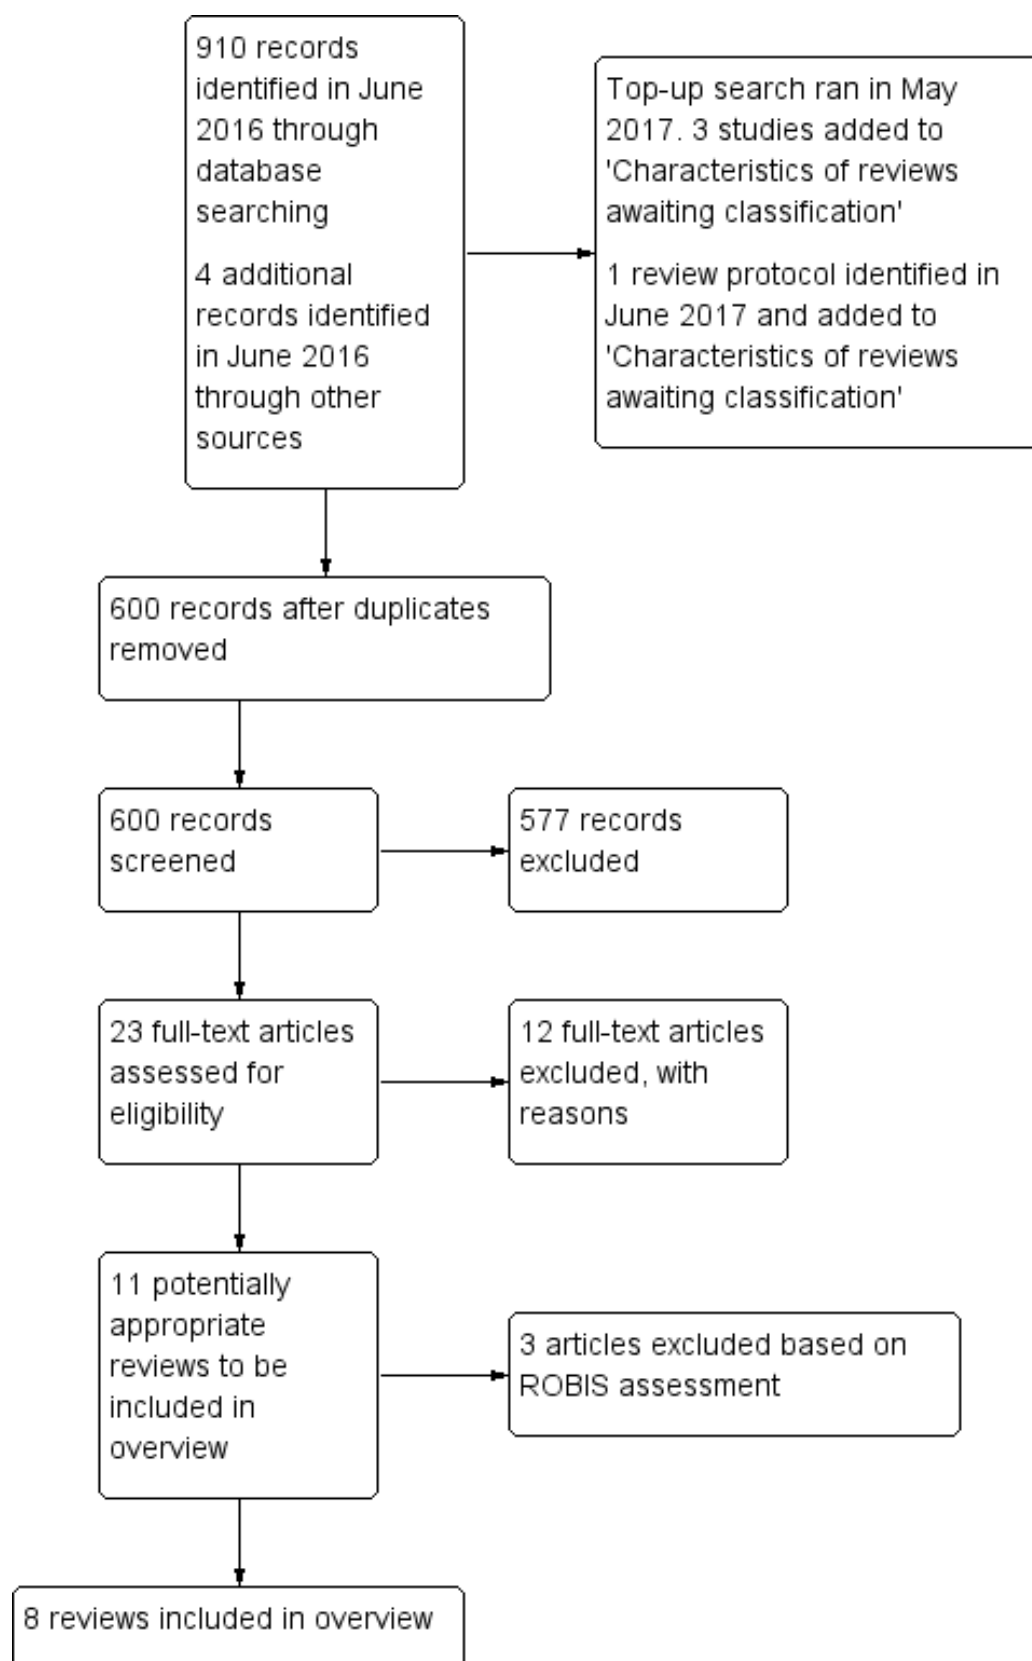 910 records
identified in June
2016 through
database
searching
4 additional
records identified
in June 2016
through other
sources
Top-up search ran in May
2017. 3 studies added to
'Characteristics of reviews
awaiting classification'
1 review protocol identified in
June 2017 and added to
'Characteristics of reviews
awaiting classification'
600 records after duplicates
removed
600 records
screened
577 records
excluded
23 full-text articles
assessed for
eligibility
12 full-text articles
excluded, with
reasons
11 potentially
appropriate
reviews to be
included in
overview
3 articles excluded based on
ROBIS assessment
8 reviews included in overview